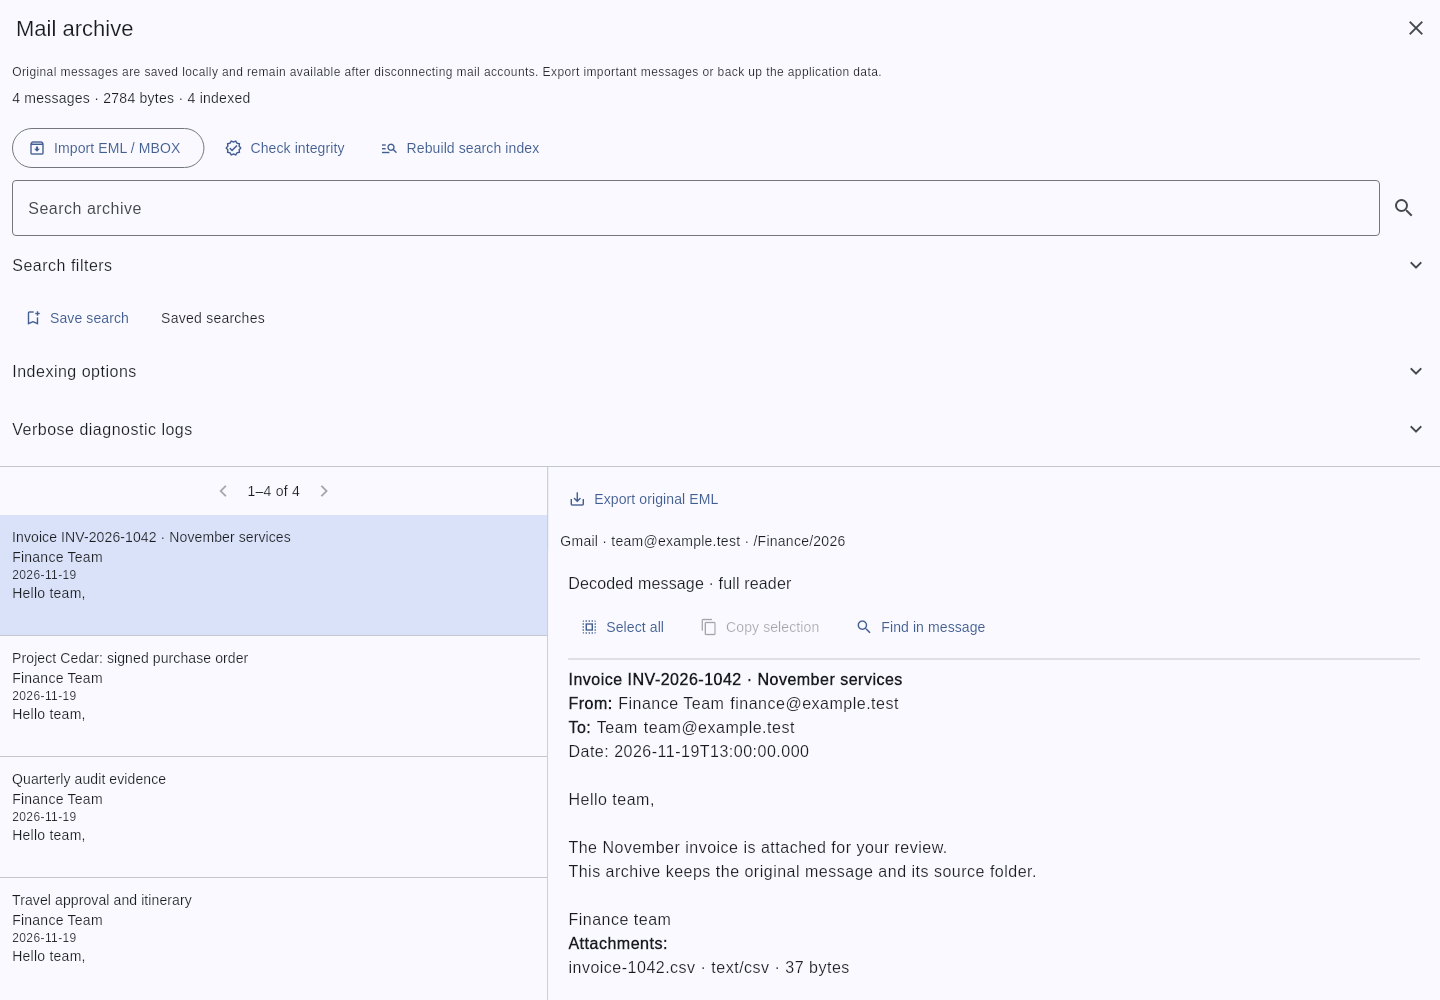 Mail archive
Original messages are saved locally and remain available after disconnecting mail accounts. Export important messages or back up the application data.
4 messages · 2784 bytes · 4 indexed
Import EML / MBOX
Check integrity
Rebuild search index
Search archive
Search filters
Save search
Saved searches
Indexing options
Verbose diagnostic logs
1–4 of 4
Invoice INV-2026-1042 · November services
Finance Team
2026-11-19
Hello team,
Project Cedar: signed purchase order
Finance Team
2026-11-19
Hello team,
Quarterly audit evidence
Finance Team
2026-11-19
Hello team,
Travel approval and itinerary
Finance Team
2026-11-19
Hello team,
Export original EML
Gmail · team@example.test · /Finance/2026
Decoded message · full reader
Select all
Copy selection
Find in message
Invoice INV-2026-1042 · November services
From: Finance Team finance@example.test
To: Team team@example.test
Date: 2026-11-19T13:00:00.000
Hello team,
The November invoice is attached for your review.
This archive keeps the original message and its source folder.
Finance team
Attachments:
invoice-1042.csv · text/csv · 37 bytes